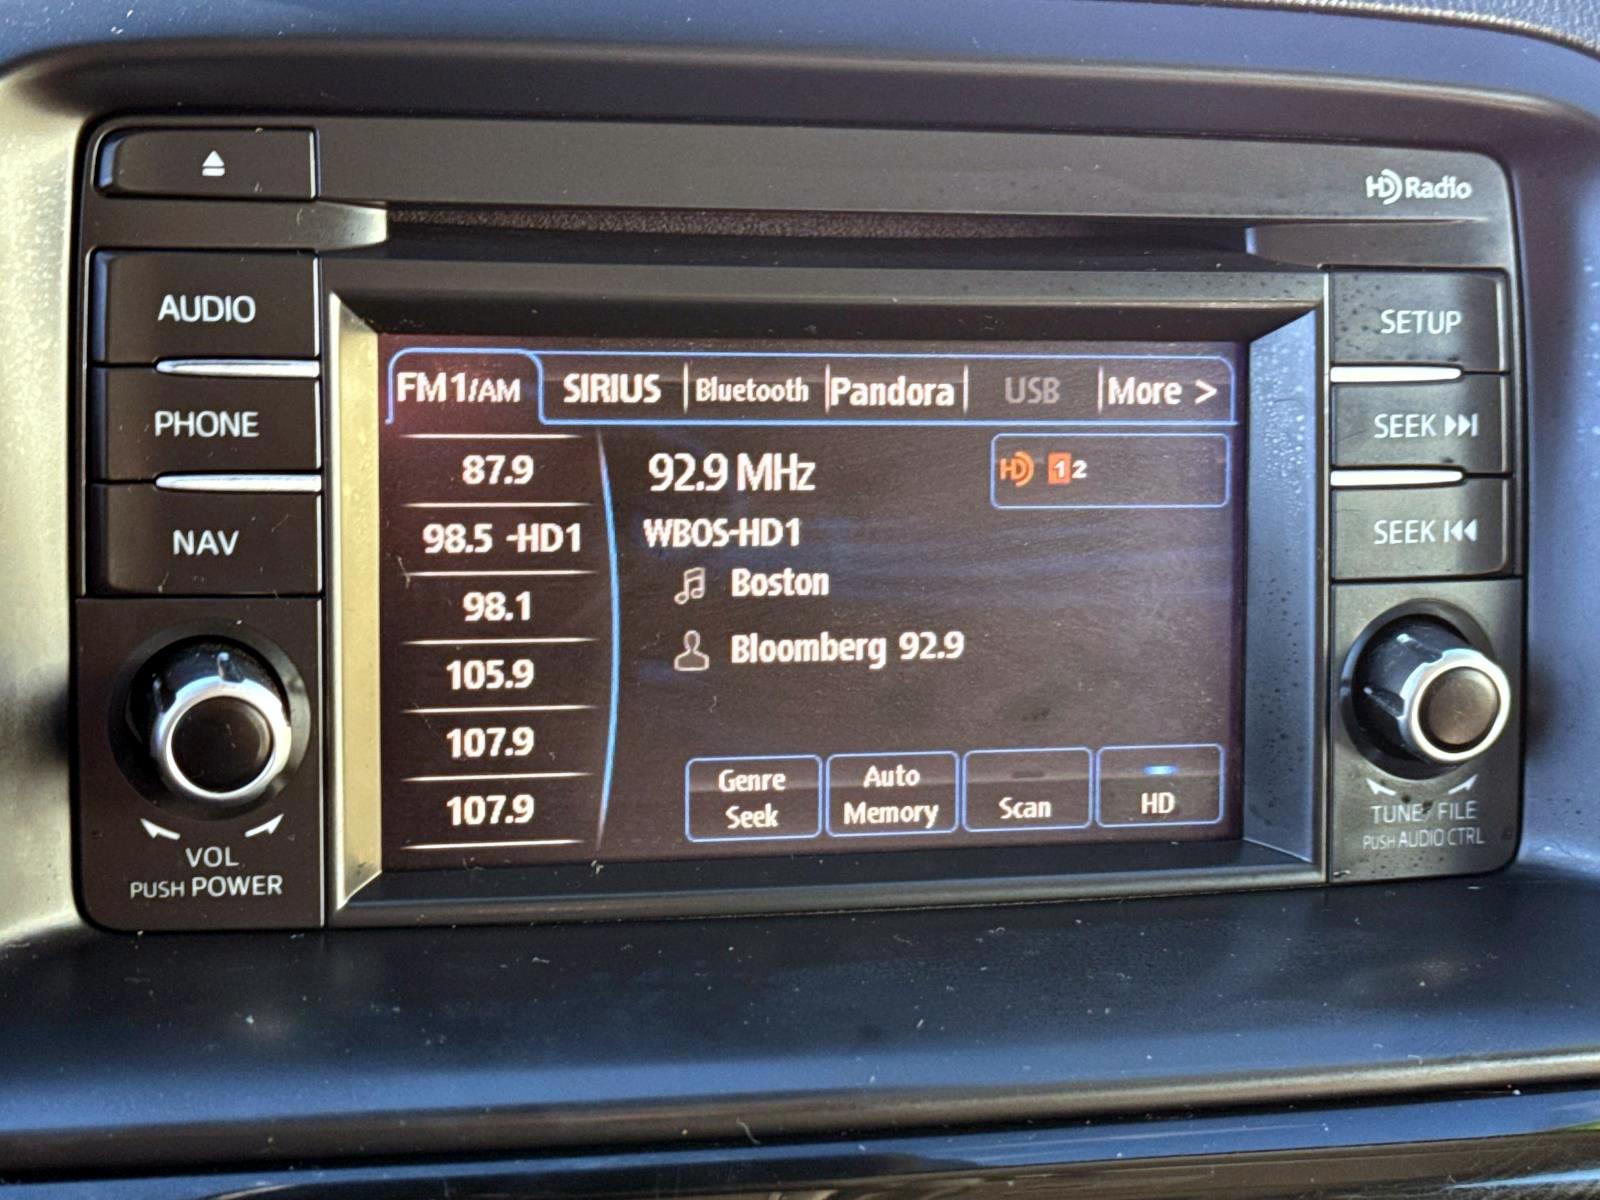 HD Radio
AUDIO
PHONE
NAV
VOL
PUSH POWER
FM1/AM
SIRIUS
Bluetooth
Pandora
USB
More >
87.9
98.5 -HD1
98.1
105.9
107.9
107.9
92.9 MHz
HD 1 2
WBOS-HD1
Boston
Bloomberg 92.9
Genre
Seek
Auto
Memory
Scan
HD
SETUP
SEEK
SEEK
TUNE/FILE
PUSH AUDIO CTRL